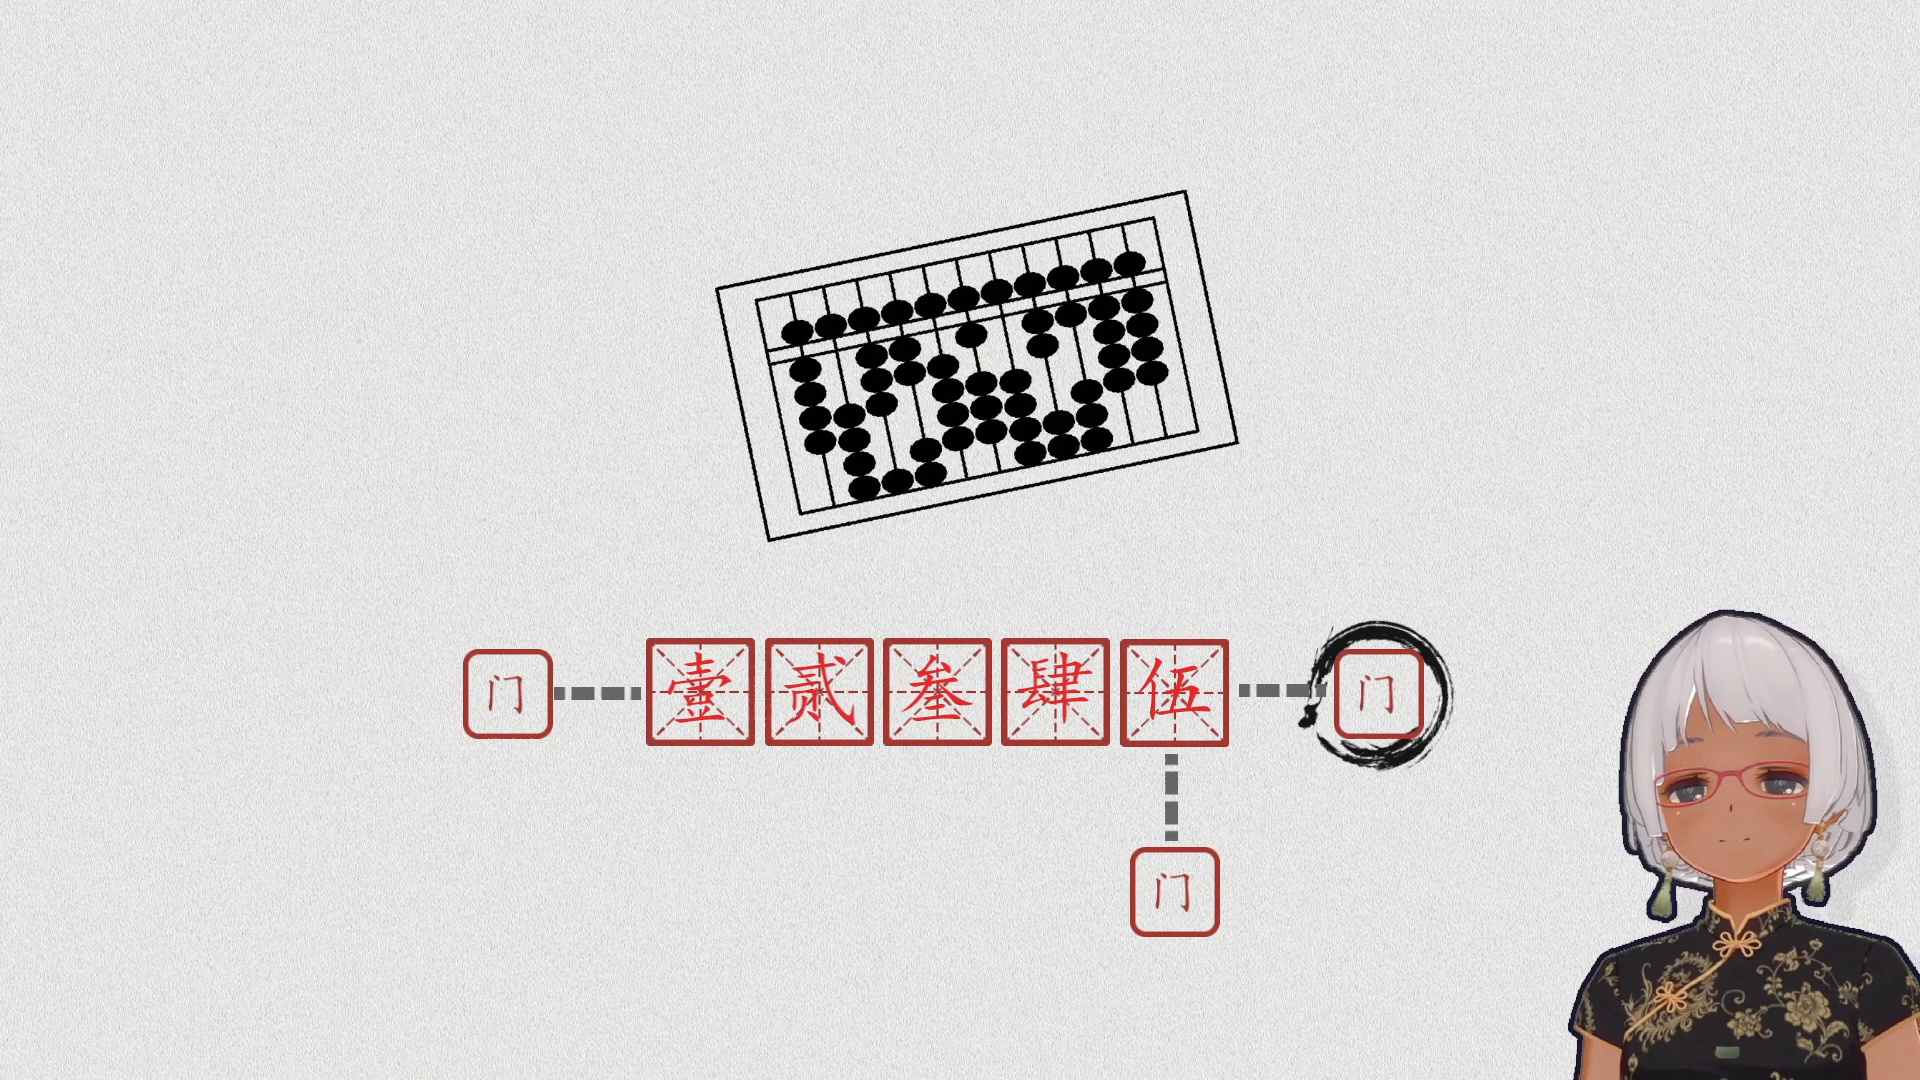 门 壹 贰 叁 肆 伍 门
门